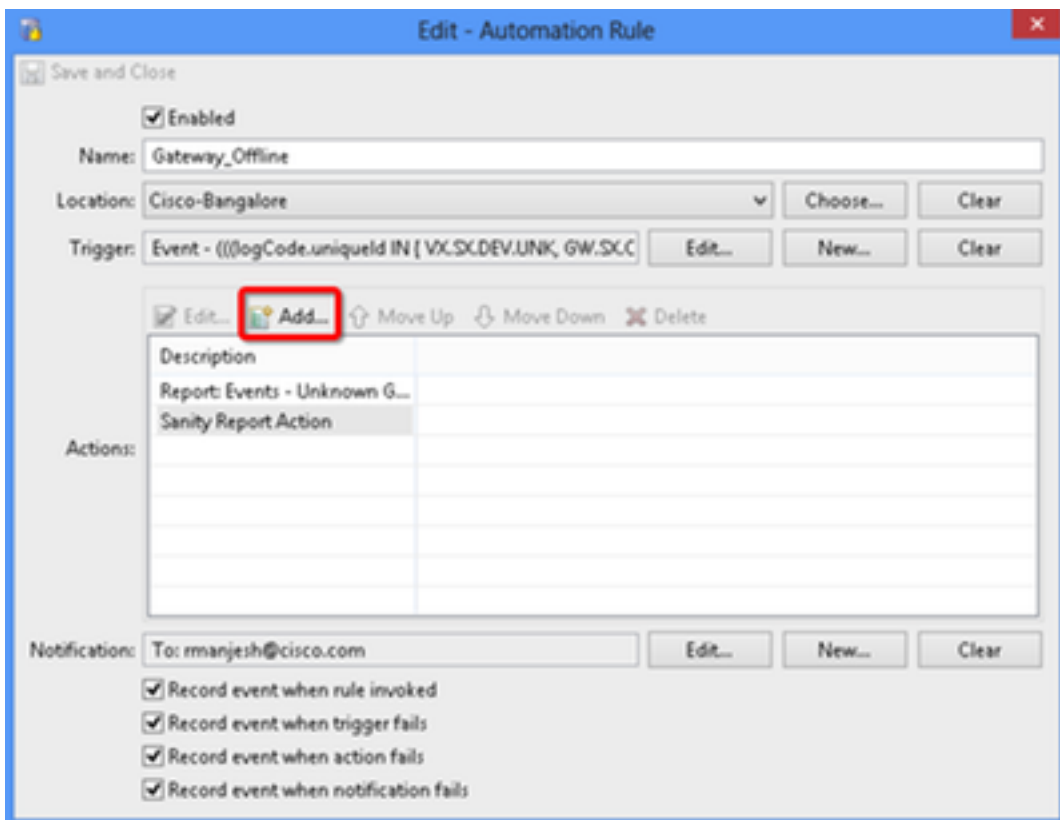 Edit - Automation Rule
Save and Close
Enabled
Name: Gateway_Offline
Location: Cisco-Bangalore Choose... Clear
Trigger: Event - (((logCode.uniqueId IN [ VX.SX.DEV.UNK, GW.SX.C Edit... New... Clear
Edit... Add... Move Up Move Down Delete
Description
Report: Events - Unknown G...
Sanity Report Action
Actions:
Notification: To: rmanjesh@cisco.com Edit... New... Clear
Record event when rule invoked
Record event when trigger fails
Record event when action fails
Record event when notification fails